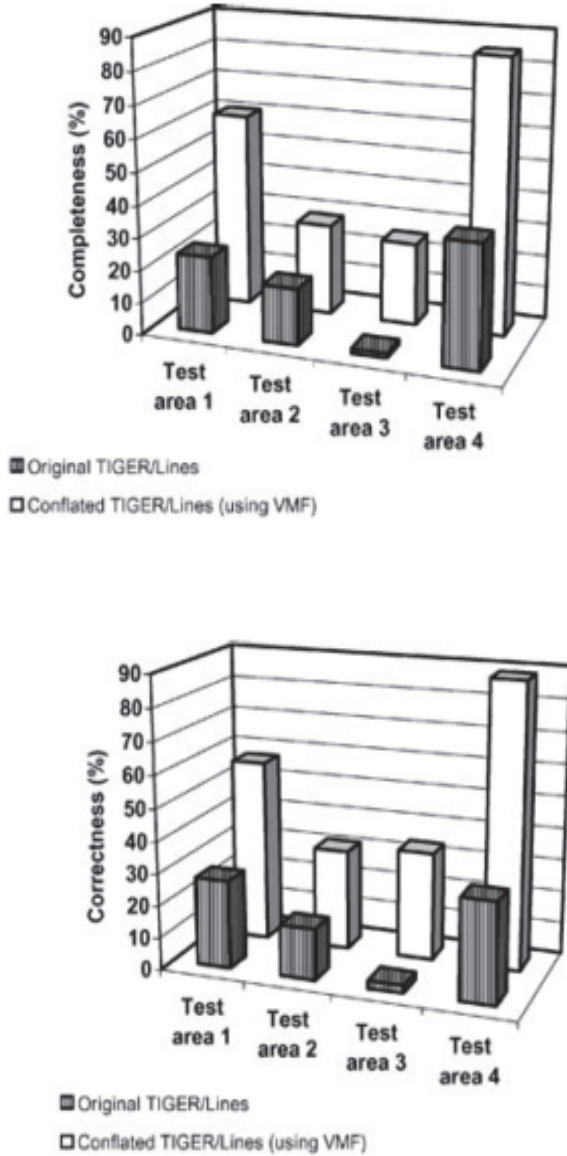 Completeness (%)
90
80
70
60
50
40
30
20
10
0
Test area 1
Test area 2
Test area 3
Test area 4
Original TIGER/Lines
Conflated TIGER/Lines (using VMF)
Correctness (%)
90
80
70
60
50
40
30
20
10
0
Test area 1
Test area 2
Test area 3
Test area 4
Original TIGER/Lines
Conflated TIGER/Lines (using VMF)